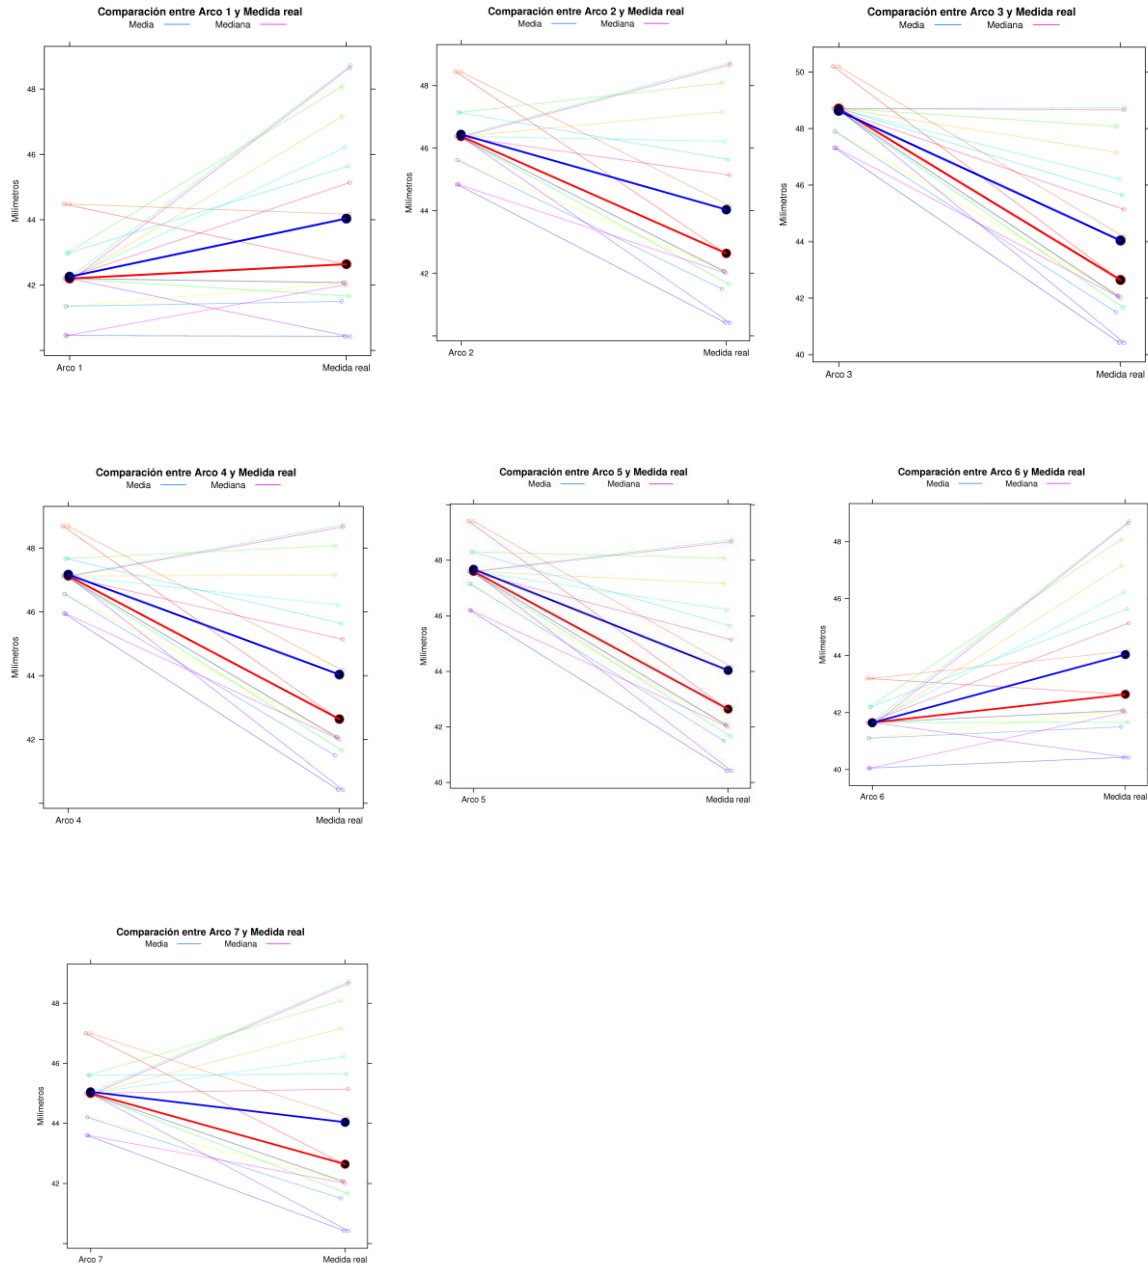 Comparación entre Arco 1 y Medida real
Media Mediana
48
46
44
42
Milímetros
Arco 1 Medida real
Comparación entre Arco 2 y Medida real
Media Mediana
48
46
44
42
Milímetros
Arco 2 Medida real
Comparación entre Arco 3 y Medida real
Media Mediana
50
48
46
44
42
40
Milímetros
Arco 3 Medida real
Comparación entre Arco 4 y Medida real
Media Mediana
48
46
44
42
Milímetros
Arco 4 Medida real
Comparación entre Arco 5 y Medida real
Media Mediana
48
46
44
42
40
Milímetros
Arco 5 Medida real
Comparación entre Arco 6 y Medida real
Media Mediana
48
46
44
42
40
Milímetros
Arco 6 Medida real
Comparación entre Arco 7 y Medida real
Media Mediana
48
46
44
42
Milímetros
Arco 7 Medida real